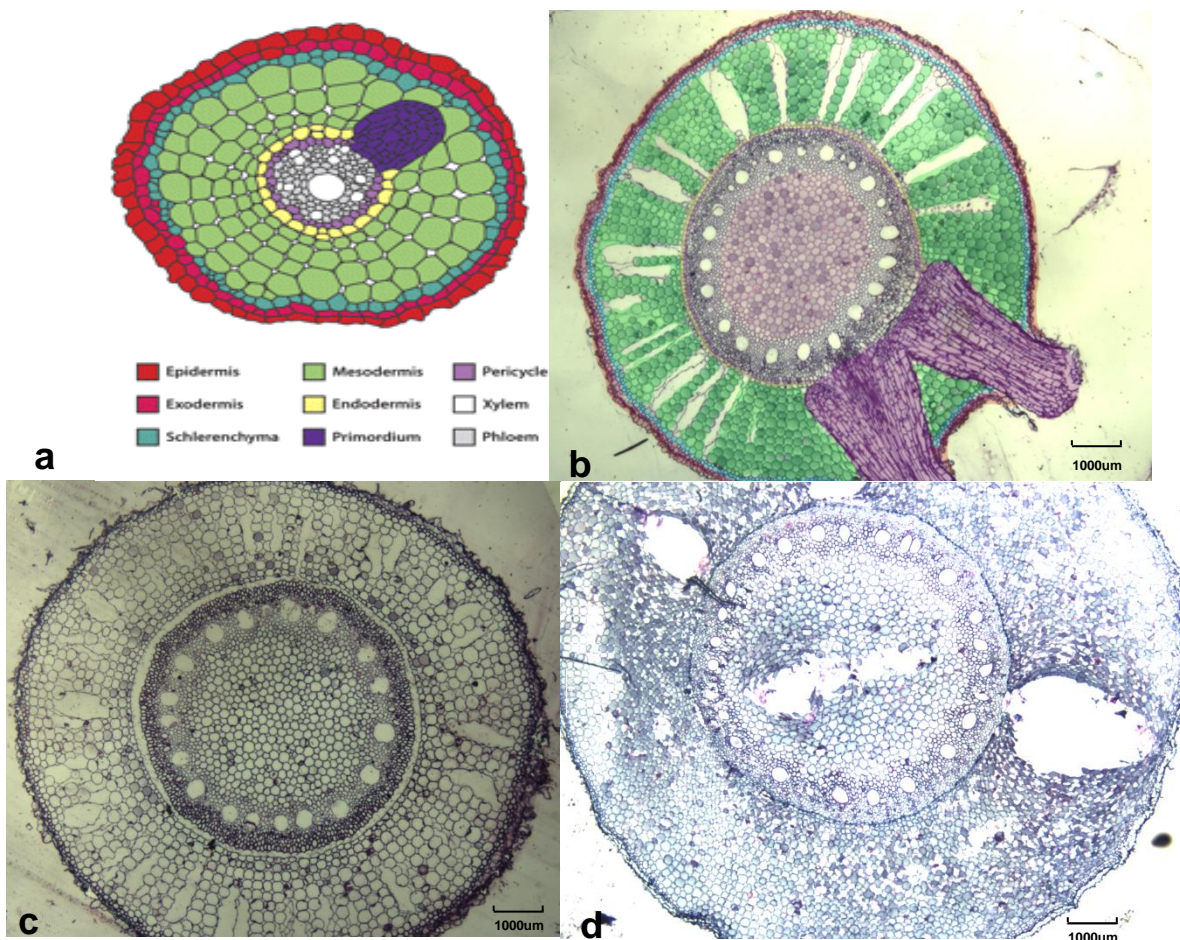 Epidermis Mesodermis Pericycle
Exodermis Endodermis Xylem
Schlerenchyma Primordium Phloem
a
b
1000um
c
1000um
d
1000um